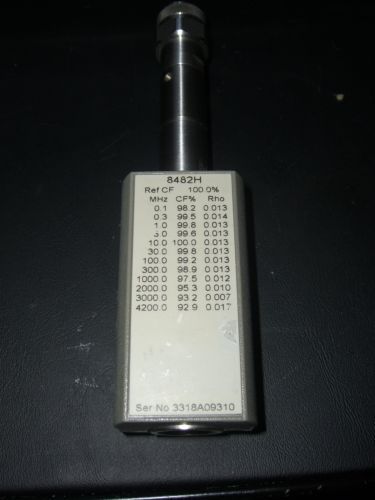 8482H
Ref CF 100.0%
MHz CF% Rho
0.1 98.2 0.013
0.3 99.5 0.014
1.0 99.8 0.013
3.0 99.6 0.013
10.0 100.0 0.013
30.0 99.8 0.013
100.0 99.2 0.013
300.0 98.9 0.013
1000.0 97.5 0.012
2000.0 95.3 0.010
3000.0 93.2 0.007
4200.0 92.9 0.017
Ser No 3318A09310